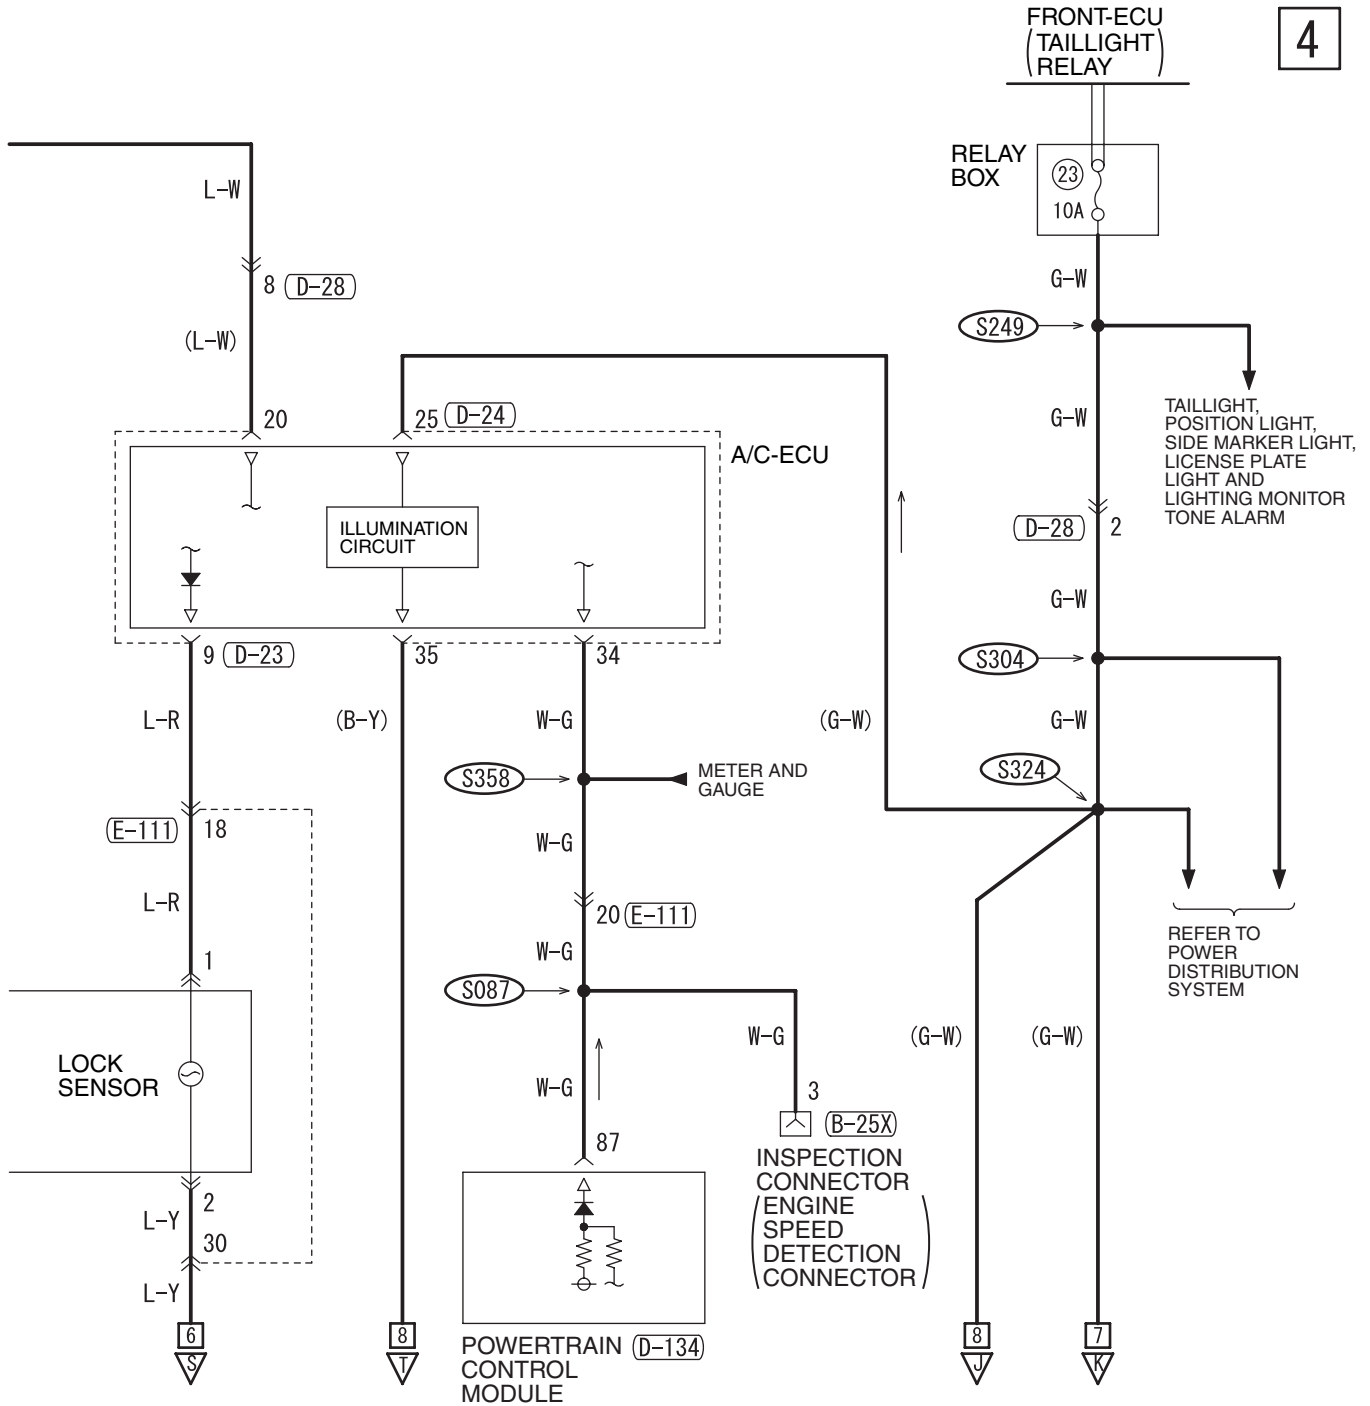 FRONT-ECU
(TAILLIGHT
RELAY)
4
RELAY
BOX
23
10A
L-W
8 D-28
(L-W)
G-W
S249
20
25 D-24
A/C-ECU
G-W
TAILLIGHT,
POSITION LIGHT,
SIDE MARKER LIGHT,
LICENSE PLATE
LIGHT AND
LIGHTING MONITOR
TONE ALARM
ILLUMINATION
CIRCUIT
D-28 2
G-W
9 D-23
35
34
S304
L-R
(B-Y)
W-G
(G-W)
G-W
S358
METER AND
GAUGE
S324
E-111 18
W-G
L-R
20 E-111
W-G
REFER TO
POWER
DISTRIBUTION
SYSTEM
1
S087
LOCK
SENSOR
W-G
W-G
(G-W)
(G-W)
3
B-25X
87
INSPECTION
CONNECTOR
(ENGINE
SPEED
DETECTION
CONNECTOR)
2
L-Y
30
L-Y
6
S
8
T
POWERTRAIN D-134
CONTROL
MODULE
8
J
7
K